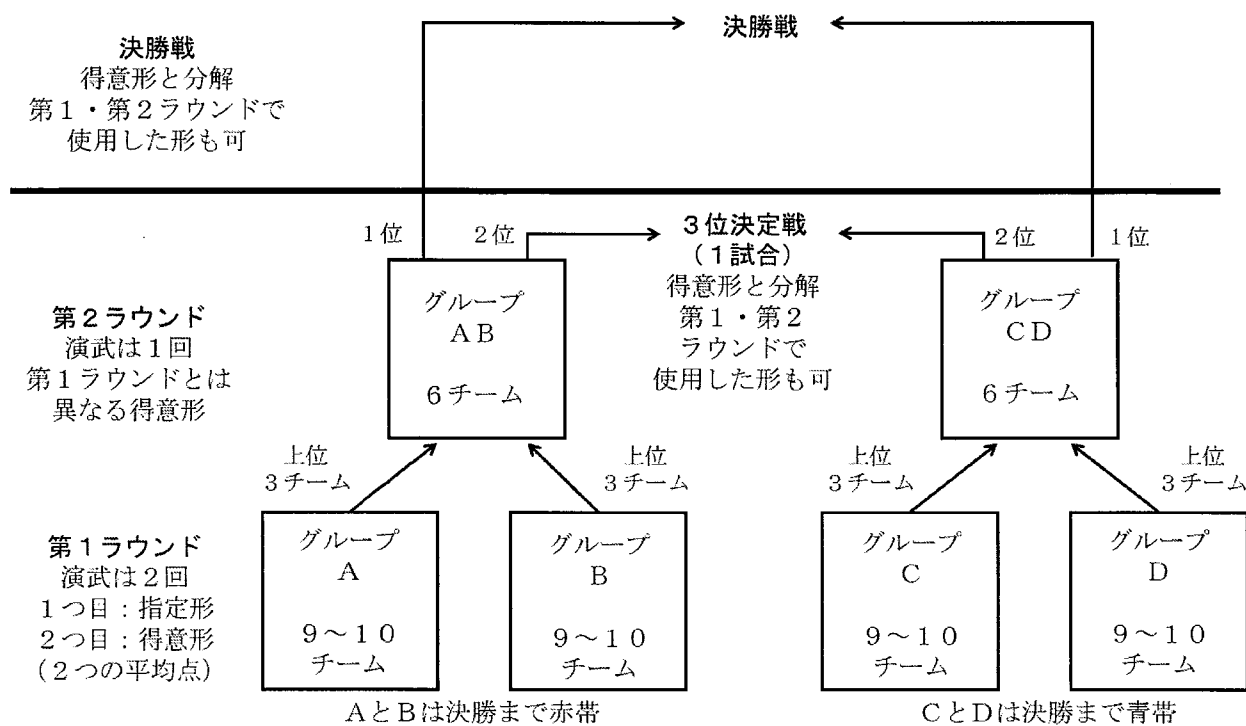 決勝戦
決勝戦
得意形と分解
第１・第２ラウンドで
使用した形も可
１位
２位
３位決定戦
（１試合）
得意形と分解
第１・第２
ラウンドで
使用した形も可
２位
１位
第２ラウンド
演武は１回
第１ラウンドとは
異なる得意形
グループ
ＡＢ
６チーム
グループ
ＣＤ
６チーム
上位
３チーム
上位
３チーム
上位
３チーム
上位
３チーム
第１ラウンド
演武は２回
１つ目：指定形
２つ目：得意形
（２つの平均点）
グループ
Ａ
９～１０
チーム
グループ
Ｂ
９～１０
チーム
グループ
Ｃ
９～１０
チーム
グループ
Ｄ
９～１０
チーム
ＡとＢは決勝まで赤帯
ＣとＤは決勝まで青帯